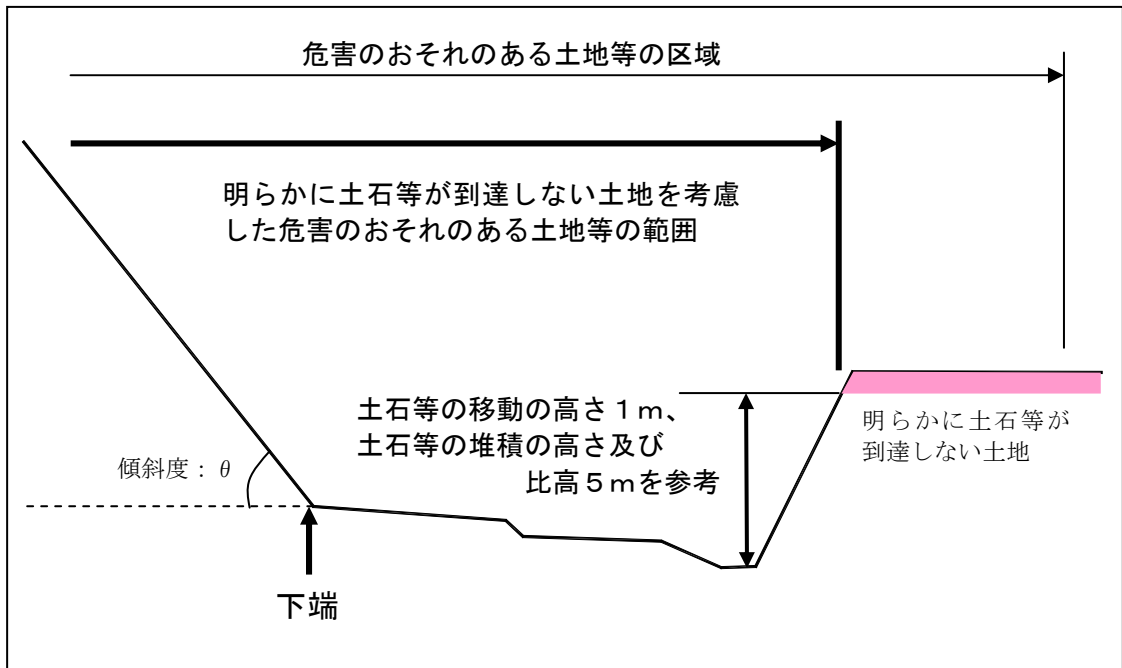 危害のおそれのある土地等の区域
明らかに土石等が到達しない土地を考慮
した危害のおそれのある土地等の範囲
土石等の移動の高さ１ｍ、
土石等の堆積の高さ及び
比高５ｍを参考
明らかに土石等が
到達しない土地
傾斜度：θ
下端